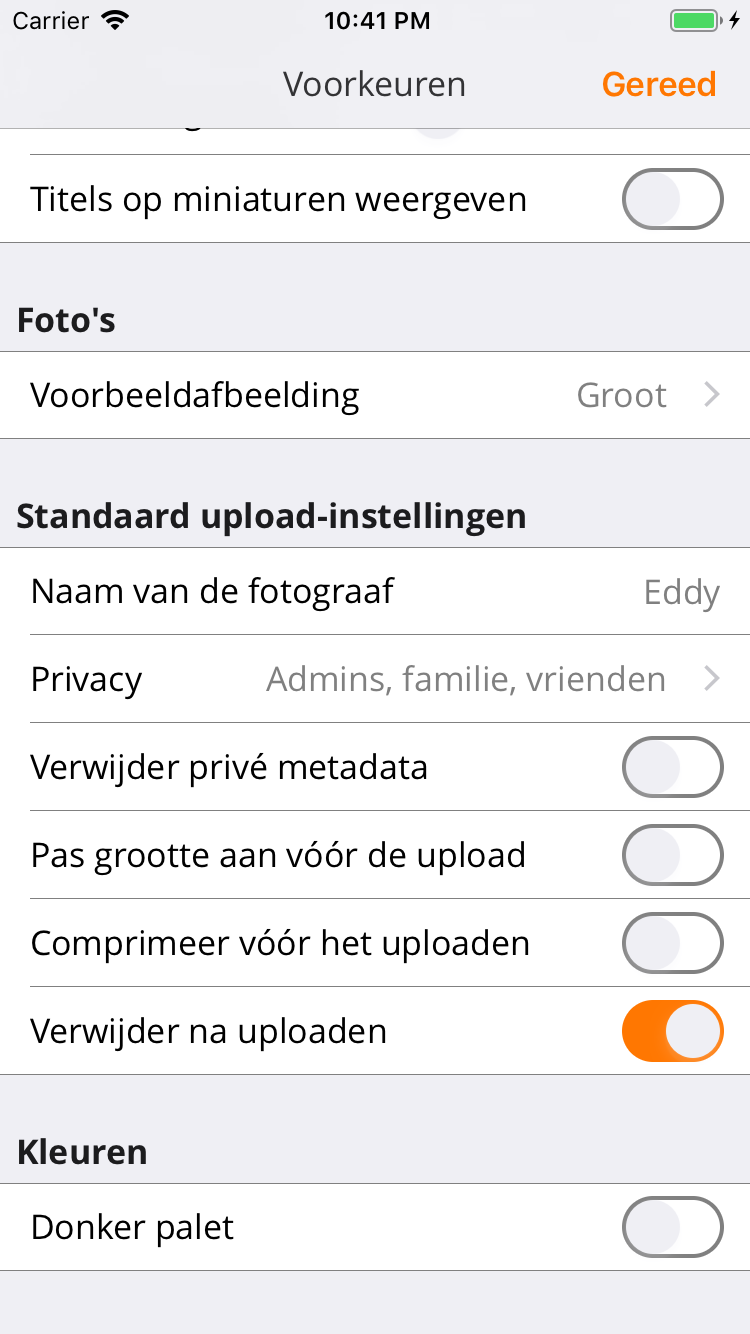 Carrier 10:41 PM
Voorkeuren Gereed
Titels op miniaturen weergeven
Foto's
Voorbeeldafbeelding Groot
Standaard upload-instellingen
Naam van de fotograaf Eddy
Privacy Admins, familie, vrienden
Verwijder privé metadata
Pas grootte aan vóór de upload
Comprimeer vóór het uploaden
Verwijder na uploaden
Kleuren
Donker palet